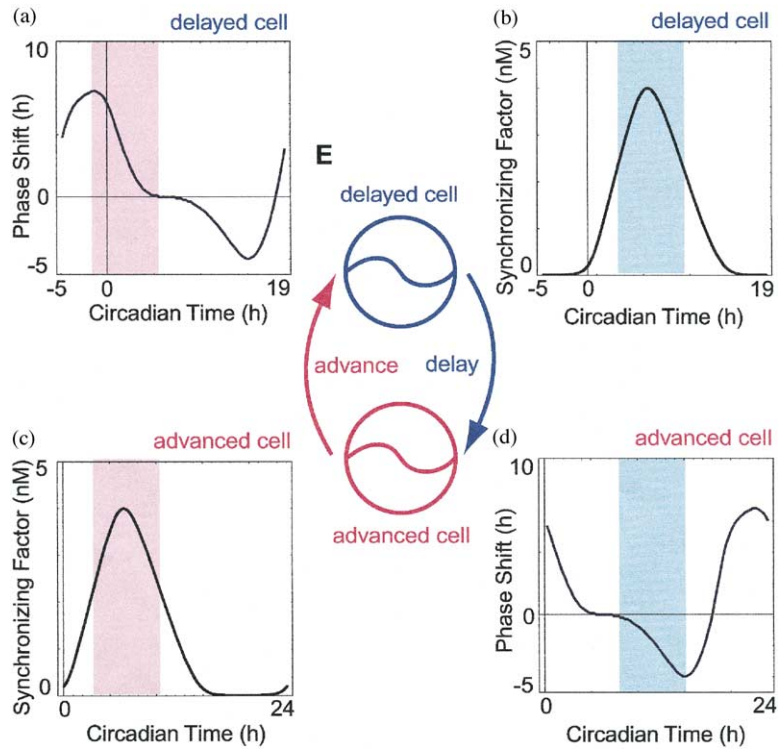 (a)
delayed cell
10
Phase Shift (h)
0
-5
-5 0 19
Circadian Time (h)
(b)
delayed cell
5
Synchronizing Factor (nM)
0
-5 0 19
Circadian Time (h)
E
delayed cell
advance
delay
advanced cell
(c)
advanced cell
5
Synchronizing Factor (nM)
0
0 24
Circadian Time (h)
(d)
advanced cell
10
Phase Shift (h)
0
-5
0 24
Circadian Time (h)